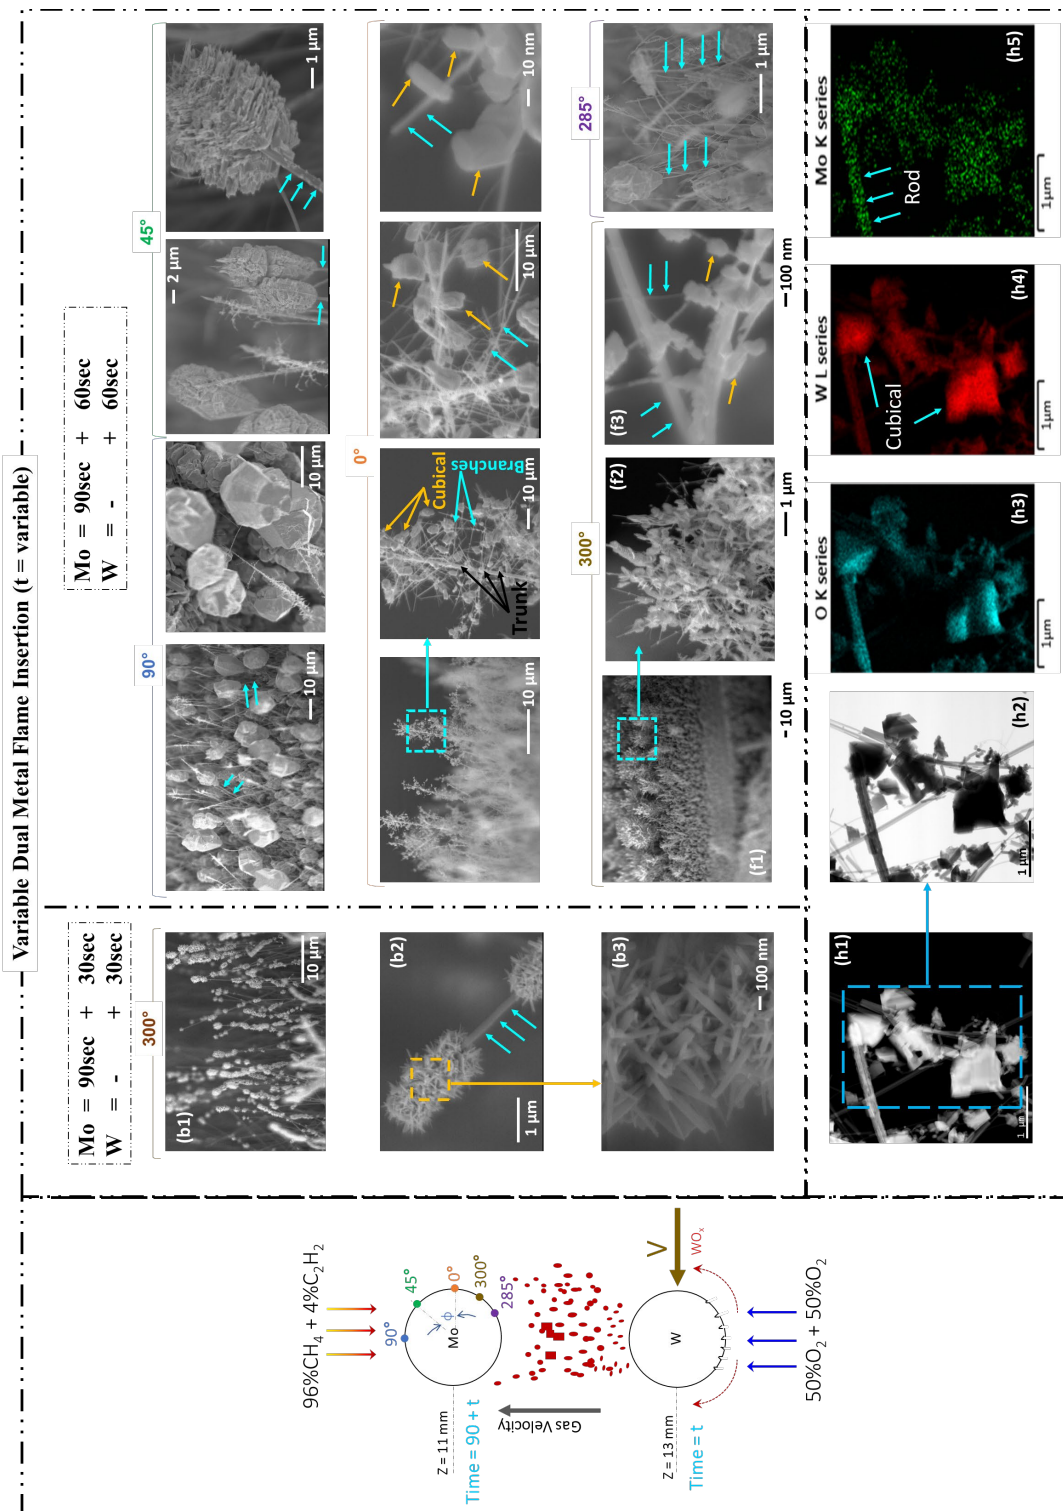 Variable Dual Metal Flame Insertion (t = variable)
Mo = 90sec + 30sec
W = - + 30sec
Mo = 90sec + 60sec
W = - + 60sec
96%CH4 + 4%C2H2
90°
45°
0°
300°
285°
ϕ
Mo
Z = 11 mm
Time = 90 + t
Gas Velocity
V
WOx
W
Z = 13 mm
Time = t
50%O2 + 50%O2
300°
(b1)
10 µm
(b2)
1 µm
(b3)
100 nm
90°
10 µm
10 µm
45°
2 µm
1 µm
0°
10 µm
Trunk
Cubical
Branches
10 µm
10 µm
10 nm
300°
(f1)
10 µm
(f2)
1 µm
(f3)
100 nm
285°
1 µm
(h1)
1 µm
(h2)
1 µm
O K series
(h3)
1µm
W L series
Cubical
(h4)
1µm
Mo K series
Rod
(h5)
1µm